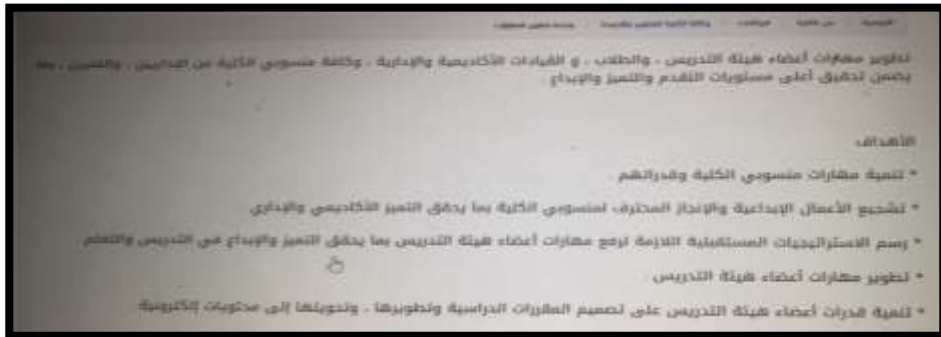 تطوير مهارات أعضاء هيئة التدريس ، والطلاب ، و القيادات الأكاديمية والإدارية ، وكافة منسوبي الكلية من الإداريين ، والفنيين ، بما
يضمن تحقيق أعلى مستويات التقدم والتميز والإبداع .
الأهداف
* تنمية مهارات منسوبي الكلية وقدراتهم .
* تشجيع الأعمال الإبداعية والإنجاز المحترف لمنسوبي الكلية بما يحقق التميز الأكاديمي والإداري
* رسم الاستراتيجيات المستقبلية اللازمة لرفع مهارات أعضاء هيئة التدريس بما يحقق التميز والإبداع في التدريس والتعلم
* تطوير مهارات أعضاء هيئة التدريس .
* تنمية قدرات أعضاء هيئة التدريس على تصميم المقررات الدراسية وتطويرها ، وتحويلها إلى محتويات إلكترونية